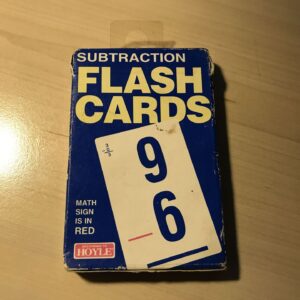 SUBTRACTION
FLASH
CARDS
9
6
MATH
SIGN
IS IN
RED
HOYLE